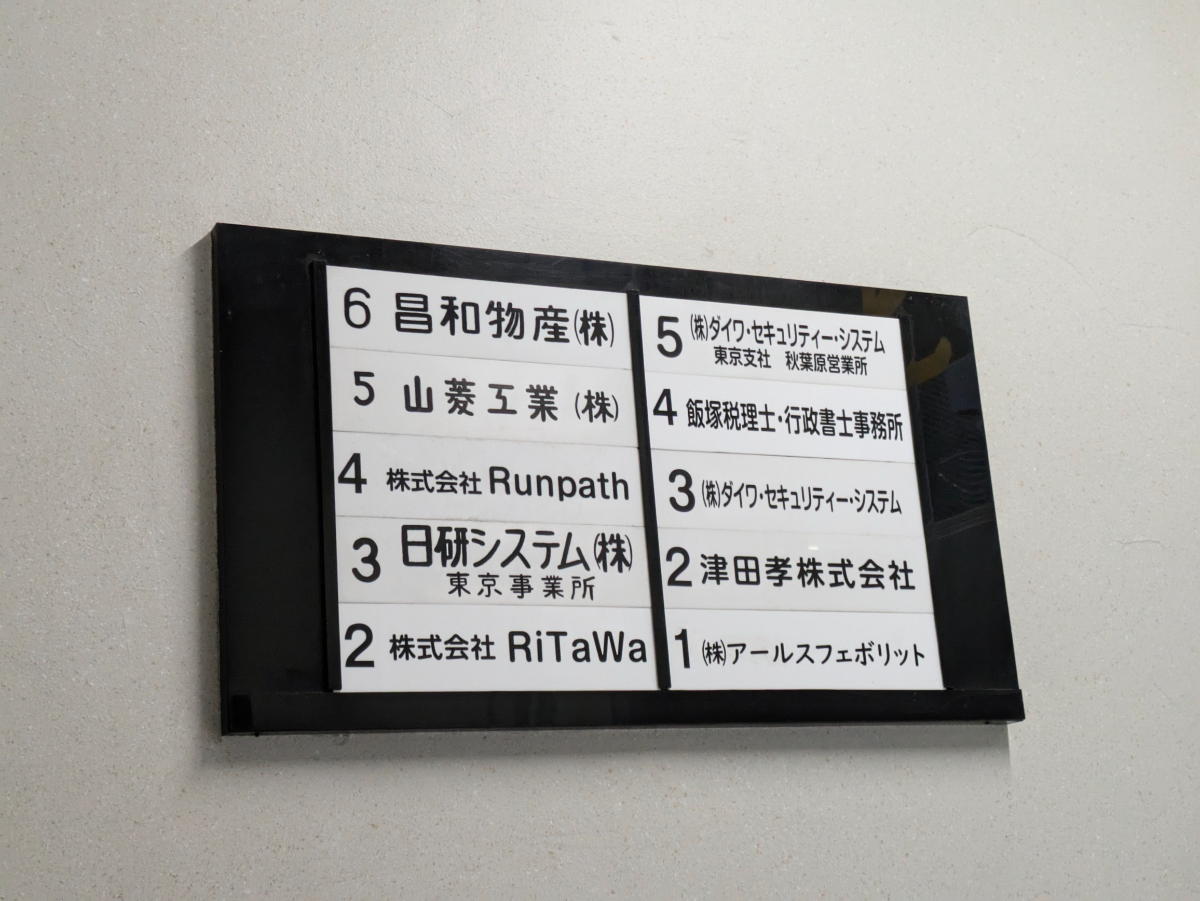 6 昌和物産(株)
5 山菱工業(株)
4 株式会社 Runpath
3 日研システム(株)
東京事業所
2 株式会社 RiTaWa
5 (株)ダイワ・セキュリティー・システム
東京支社 秋葉原営業所
4 飯塚税理士・行政書士事務所
3 (株)ダイワ・セキュリティー・システム
2 津田孝株式会社
1 (株)アールスフェボリット